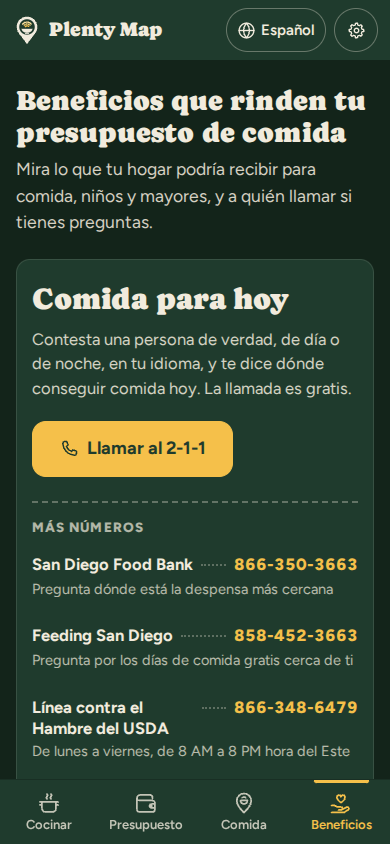 Plenty Map
Español
Beneficios que rinden tu
presupuesto de comida
Mira lo que tu hogar podría recibir para
comida, niños y mayores, y a quién llamar si
tienes preguntas.
Comida para hoy
Contesta una persona de verdad, de día o
de noche, en tu idioma, y te dice dónde
conseguir comida hoy. La llamada es gratis.
Llamar al 2-1-1
MÁS NÚMEROS
San Diego Food Bank 866-350-3663
Pregunta dónde está la despensa más cercana
Feeding San Diego 858-452-3663
Pregunta por los días de comida gratis cerca de ti
Línea contra el 866-348-6479
Hambre del USDA
De lunes a viernes, de 8 AM a 8 PM hora del Este
Cocinar Presupuesto Comida Beneficios